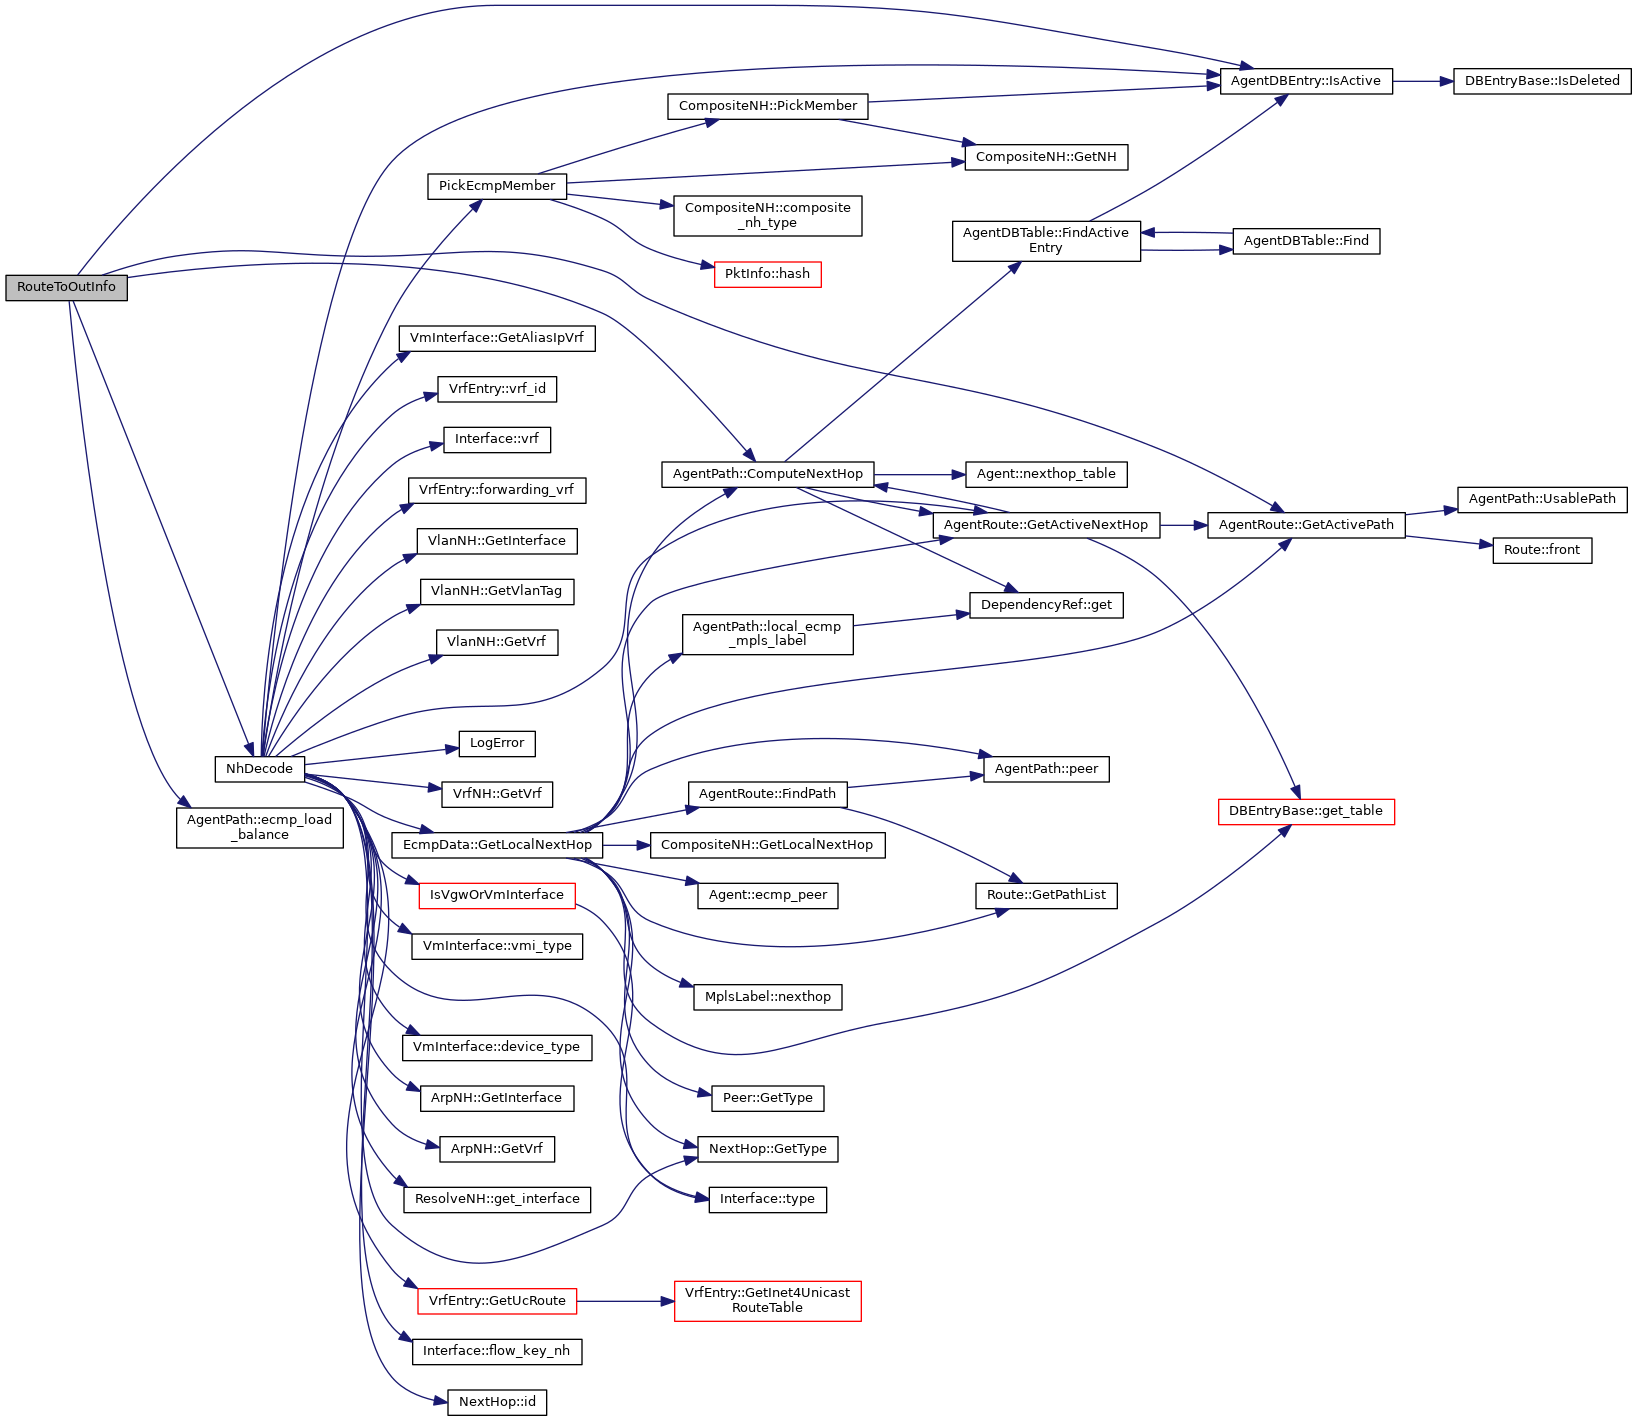 RouteToOutInfo
AgentDBEntry::IsActive
DBEntryBase::IsDeleted
CompositeNH::PickMember
CompositeNH::GetNH
PickEcmpMember
CompositeNH::composite
_nh_type
PktInfo::hash
AgentDBTable::FindActive
Entry
AgentDBTable::Find
VmInterface::GetAliasIpVrf
VrfEntry::vrf_id
Interface::vrf
VrfEntry::forwarding_vrf
VlanNH::GetInterface
VlanNH::GetVlanTag
VlanNH::GetVrf
AgentPath::ComputeNextHop
Agent::nexthop_table
AgentRoute::GetActiveNextHop
AgentRoute::GetActivePath
AgentPath::UsablePath
Route::front
DependencyRef::get
AgentPath::local_ecmp
_mpls_label
LogError
NhDecode
VrfNH::GetVrf
AgentPath::ecmp_load
_balance
AgentPath::peer
AgentRoute::FindPath
DBEntryBase::get_table
EcmpData::GetLocalNextHop
CompositeNH::GetLocalNextHop
IsVgwOrVmInterface
Agent::ecmp_peer
Route::GetPathList
VmInterface::vmi_type
MplsLabel::nexthop
VmInterface::device_type
ArpNH::GetInterface
Peer::GetType
ArpNH::GetVrf
NextHop::GetType
ResolveNH::get_interface
Interface::type
VrfEntry::GetUcRoute
VrfEntry::GetInet4Unicast
RouteTable
Interface::flow_key_nh
NextHop::id